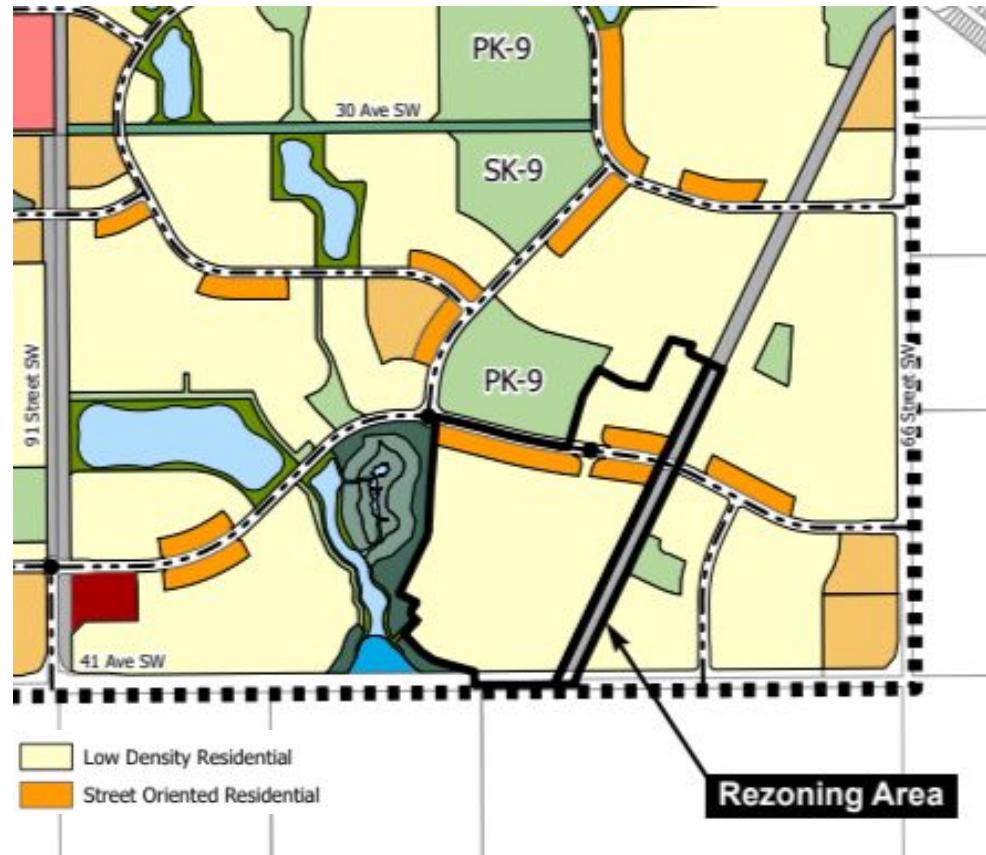 PK-9
30 Ave SW
SK-9
PK-9
91 Street SW
66 Street SW
41 Ave SW
Low Density Residential
Street Oriented Residential
Rezoning Area